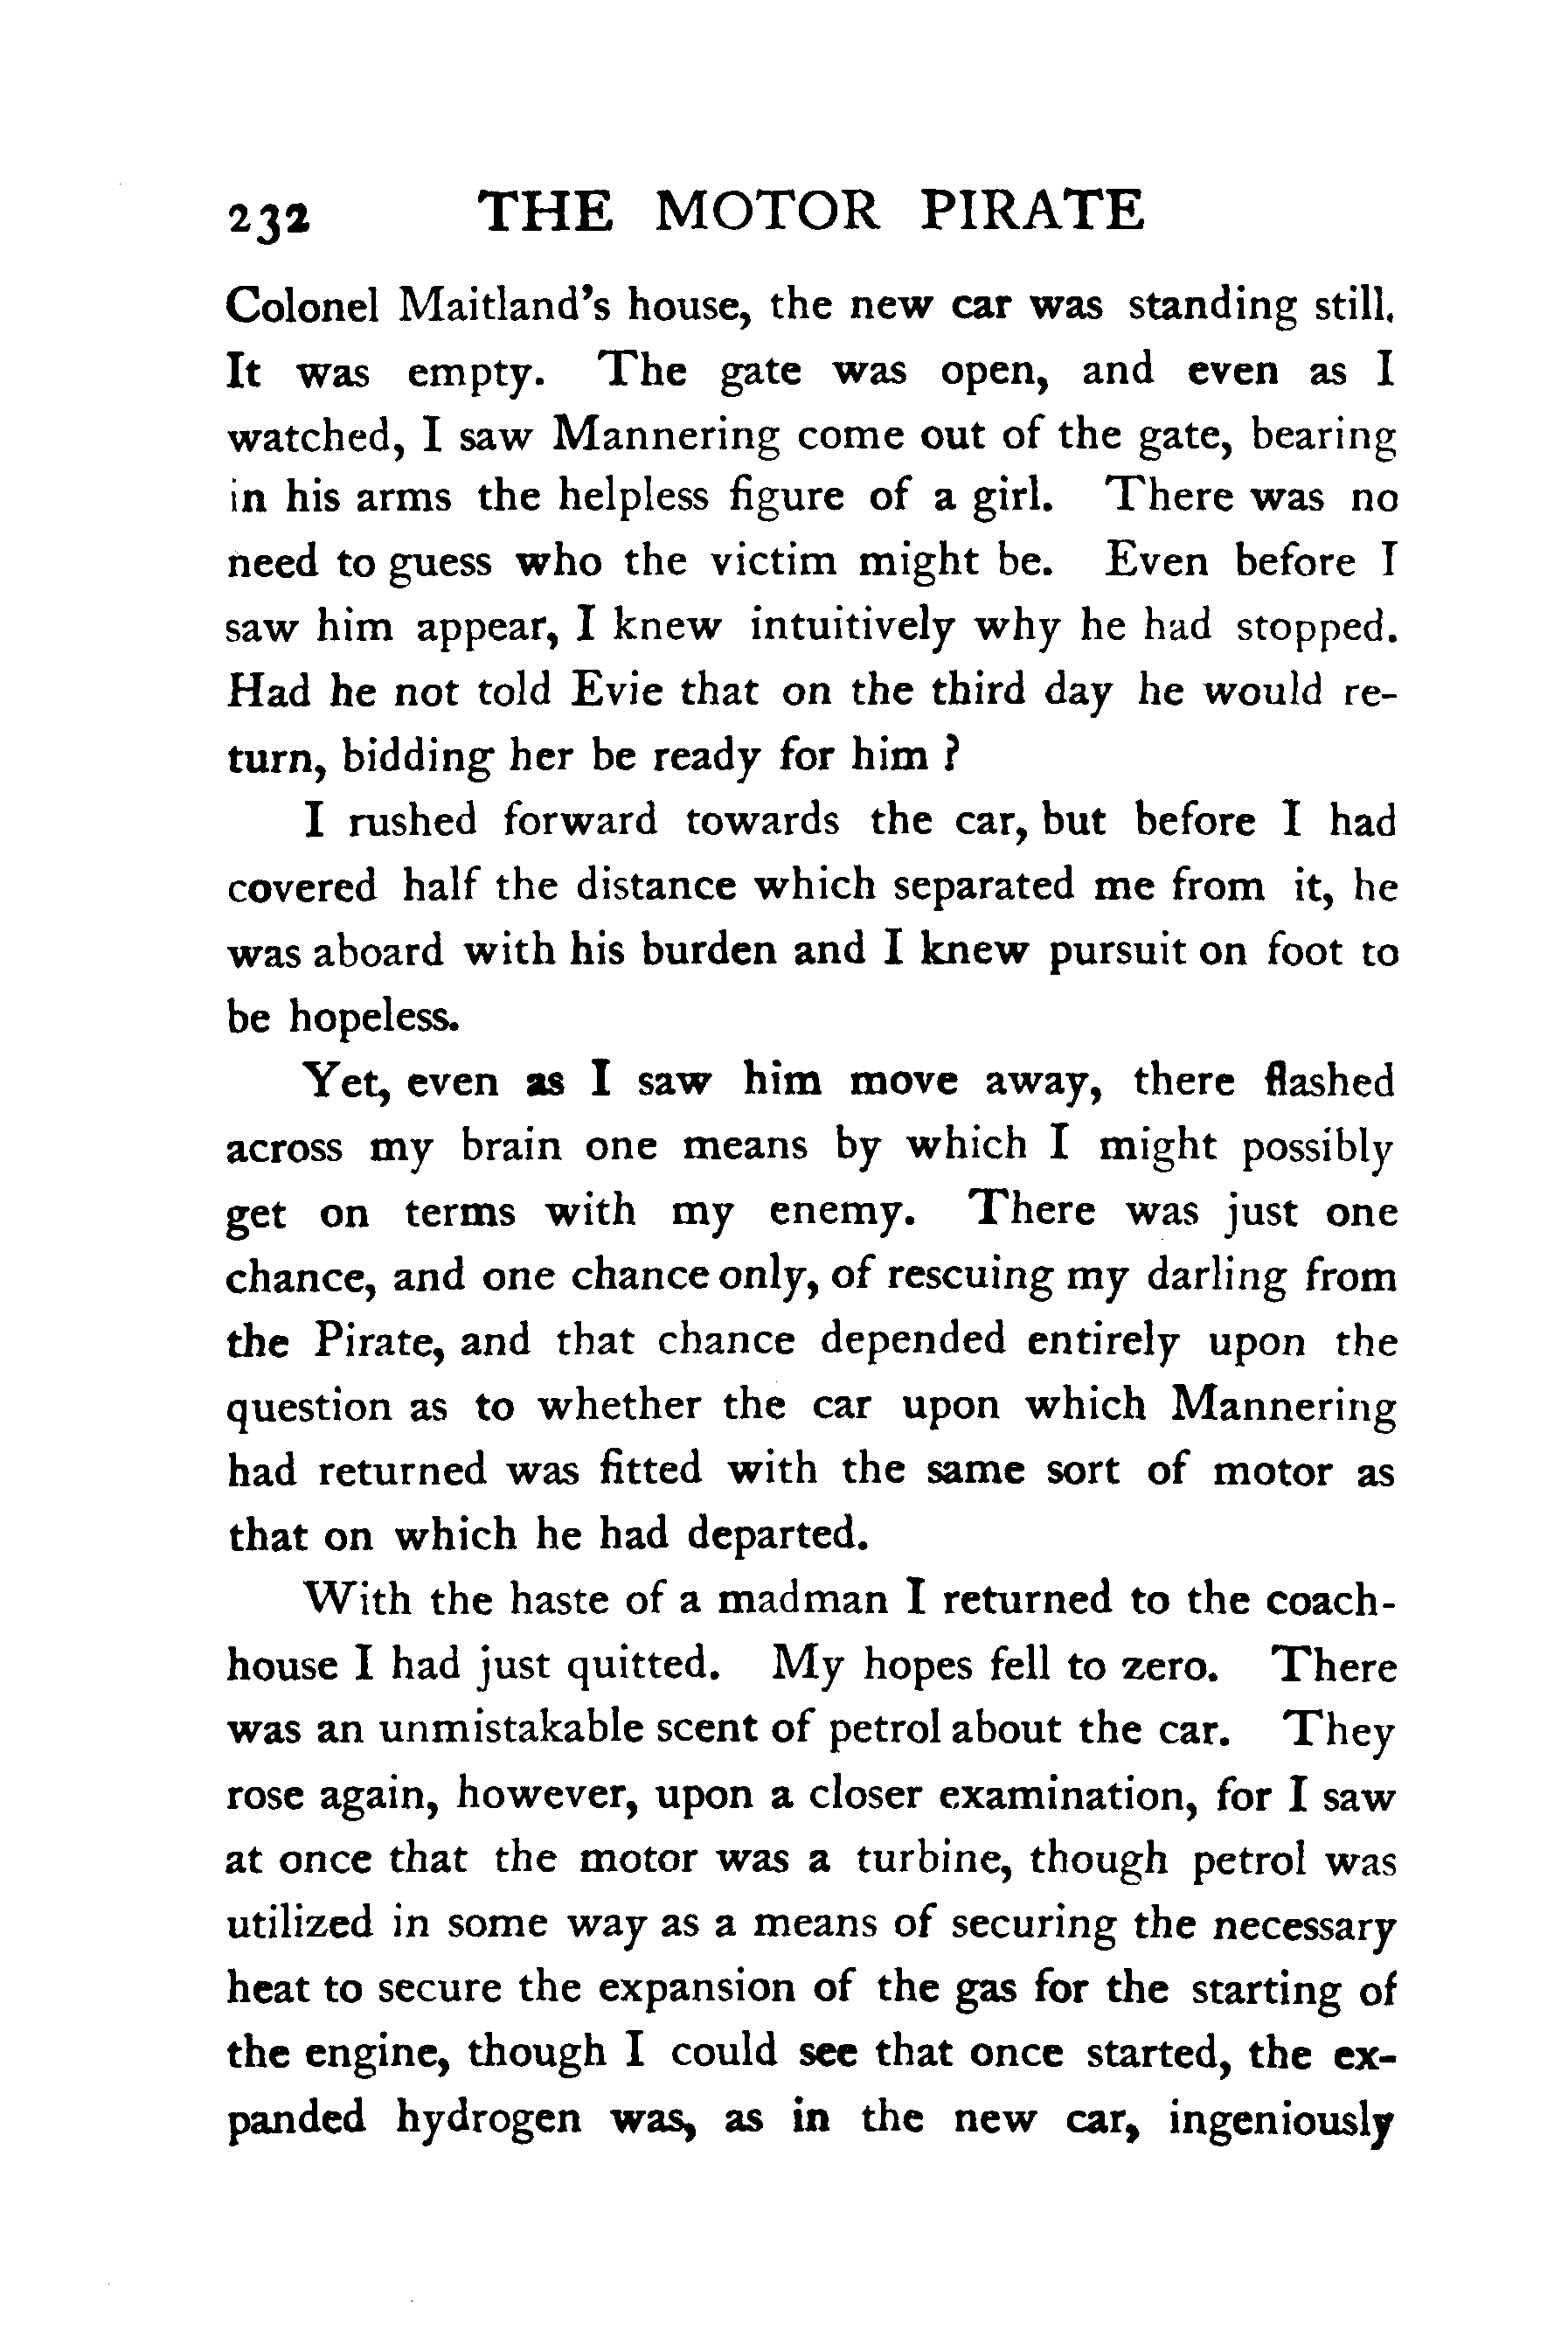 232 THE MOTOR PIRATE
Colonel Maitland's house, the new car was standing still.
It was empty. The gate was open, and even as I
watched, I saw Mannering come out of the gate, bearing
in his arms the helpless figure of a girl. There was no
need to guess who the victim might be. Even before I
saw him appear, I knew intuitively why he had stopped.
Had he not told Evie that on the third day he would re-
turn, bidding her be ready for him ?
I rushed forward towards the car, but before I had
covered half the distance which separated me from it, he
was aboard with his burden and I knew pursuit on foot to
be hopeless.
Yet, even as I saw him move away, there flashed
across my brain one means by which I might possibly
get on terms with my enemy. There was just one
chance, and one chance only, of rescuing my darling from
the Pirate, and that chance depended entirely upon the
question as to whether the car upon which Mannering
had returned was fitted with the same sort of motor as
that on which he had departed.
With the haste of a madman I returned to the coach-
house I had just quitted. My hopes fell to zero. There
was an unmistakable scent of petrol about the car. They
rose again, however, upon a closer examination, for I saw
at once that the motor was a turbine, though petrol was
utilized in some way as a means of securing the necessary
heat to secure the expansion of the gas for the starting of
the engine, though I could see that once started, the ex-
panded hydrogen was, as in the new car, ingeniously